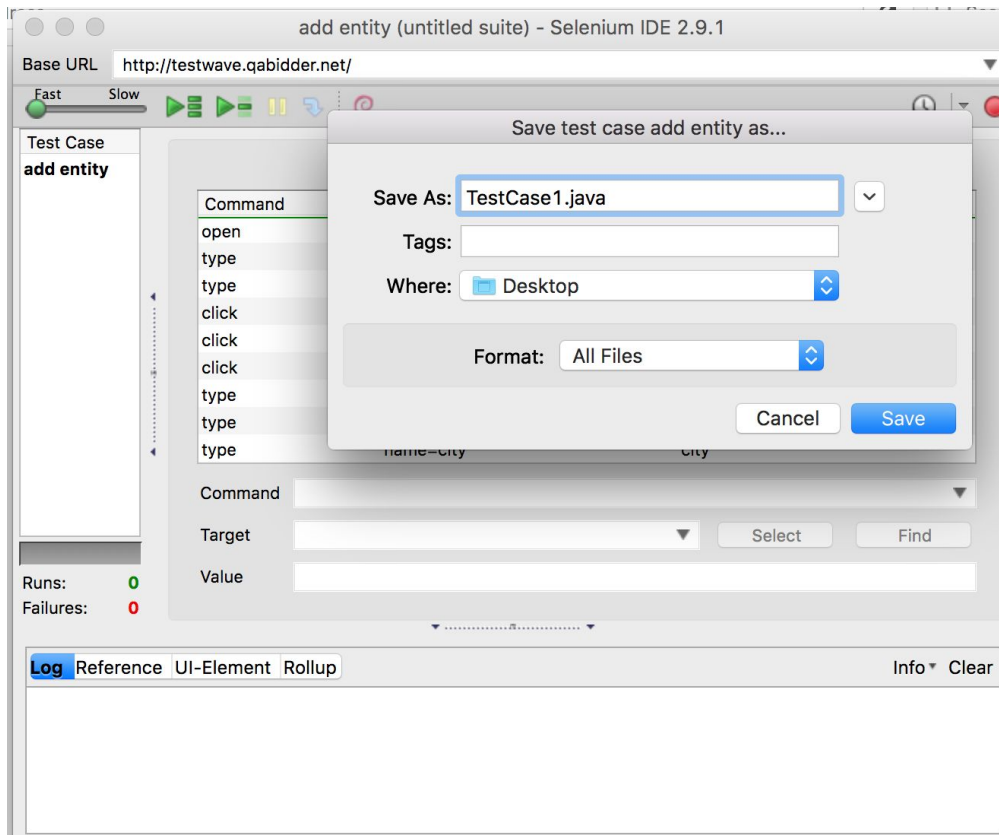 add entity (untitled suite) - Selenium IDE 2.9.1
Base URL http://testwave.qabidder.net/
Fast Slow
Save test case add entity as...
Test Case
add entity
Save As: TestCase1.java
Tags:
Where: Desktop
Format: All Files
Cancel Save
Command
open
type
type
click
click
click
type
type
type name=city city
Command
Target Select Find
Value
Runs: 0
Failures: 0
Log Reference UI-Element Rollup Info Clear